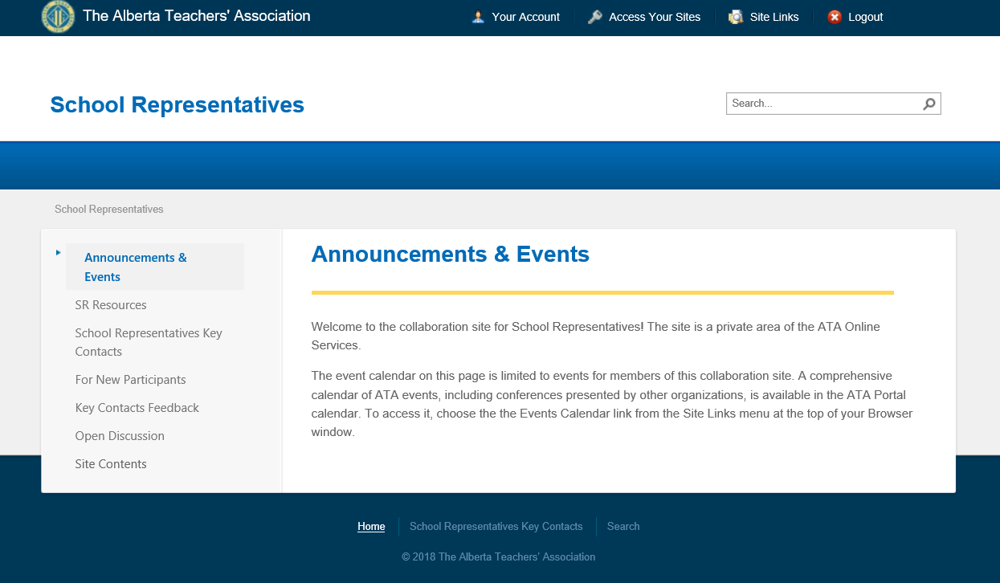 The Alberta Teachers' Association
Your Account
Access Your Sites
Site Links
Logout
School Representatives
Search...
School Representatives
Announcements &
Events
SR Resources
School Representatives Key
Contacts
For New Participants
Key Contacts Feedback
Open Discussion
Site Contents
Announcements & Events
Welcome to the collaboration site for School Representatives! The site is a private area of the ATA Online
Services.
The event calendar on this page is limited to events for members of this collaboration site. A comprehensive
calendar of ATA events, including conferences presented by other organizations, is available in the ATA Portal
calendar. To access it, choose the the Events Calendar link from the Site Links menu at the top of your Browser
window.
Home
School Representatives Key Contacts
Search
© 2018 The Alberta Teachers' Association